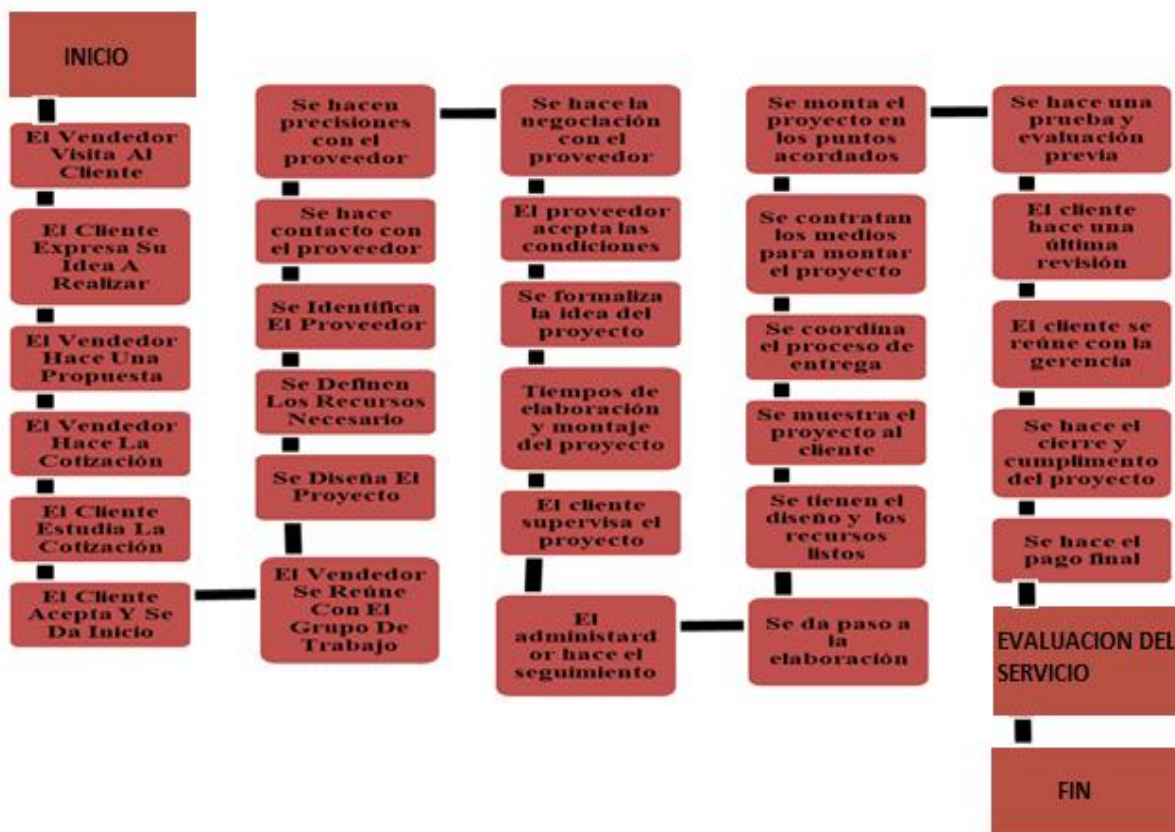 INICIO
El Vendedor
Visita Al
Cliente
El Cliente
Expresa Su
Idea A
Realizar
El Vendedor
Hace Una
Propuesta
El Vendedor
Hace La
Cotización
El Cliente
Estudia La
Cotización
El Cliente
Acepta Y Se
Da Inicio
El Vendedor
Se Reúne
Con El
Grupo De
Trabajo
Se Diseña El
Proyecto
Se Definen
Los Recursos
Necesario
Se Identifica
El Proveedor
Se hace
contacto con
el proveedor
Se hacen
precisiones
con el
proveedor
Se hace la
negociación
con el
proveedor
El proveedor
acepta las
condiciones
Se formaliza
la idea del
proyecto
Tiempos de
elaboración
y montaje
del proyecto
El cliente
supervisa el
proyecto
El
administard
or hace el
seguimiento
Se da paso a
la
elaboración
Se tienen el
diseño y los
recursos
listos
Se muestra el
proyecto al
cliente
Se coordina
el proceso de
entrega
Se contratan
los medios
para montar
el proyecto
Se monta el
proyecto en
los puntos
acordados
Se hace una
prueba y
evaluación
previa
El cliente
hace una
última
revisión
El cliente se
reúne con la
gerencia
Se hace el
cierre y
cumplimento
del proyecto
Se hace el
pago final
EVALUACION DEL
SERVICIO
FIN